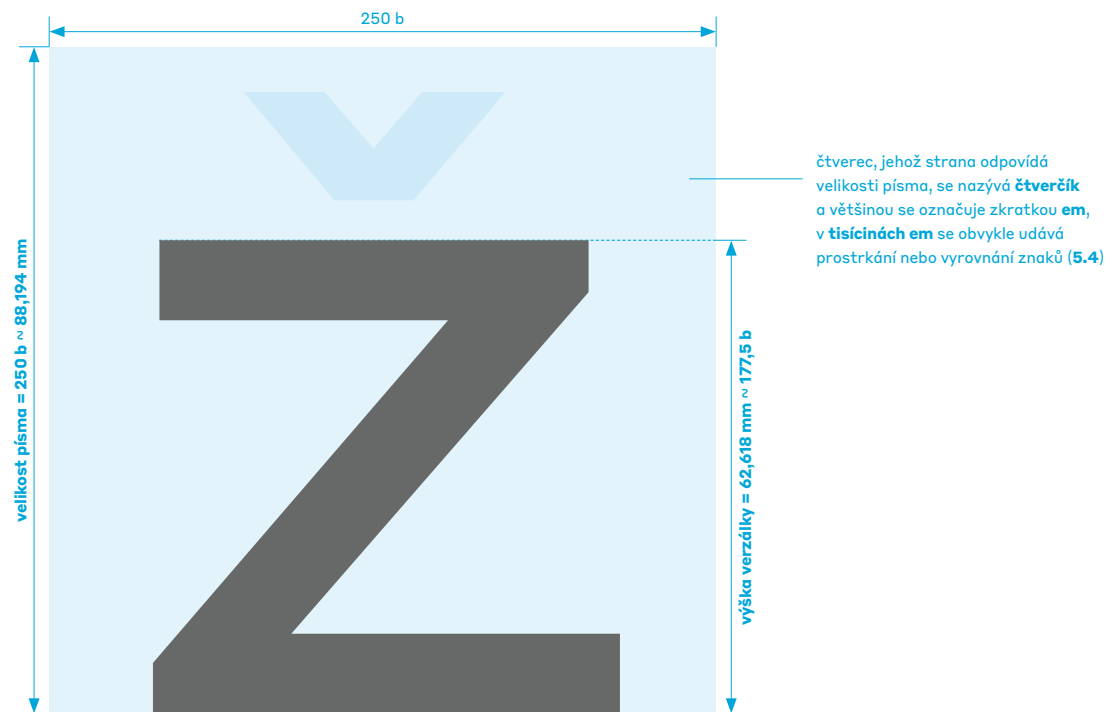 250 b
velikost písma = 250 b ~ 88,194 mm
Ž
čtverec, jehož strana odpovídá
velikosti písma, se nazývá čtverčík
a většinou se označuje zkratkou em,
v tisícinách em se obvykle udává
prostrkání nebo vyrovnání znaků (5.4)
výška verzálky = 62,618 mm ~ 177,5 b